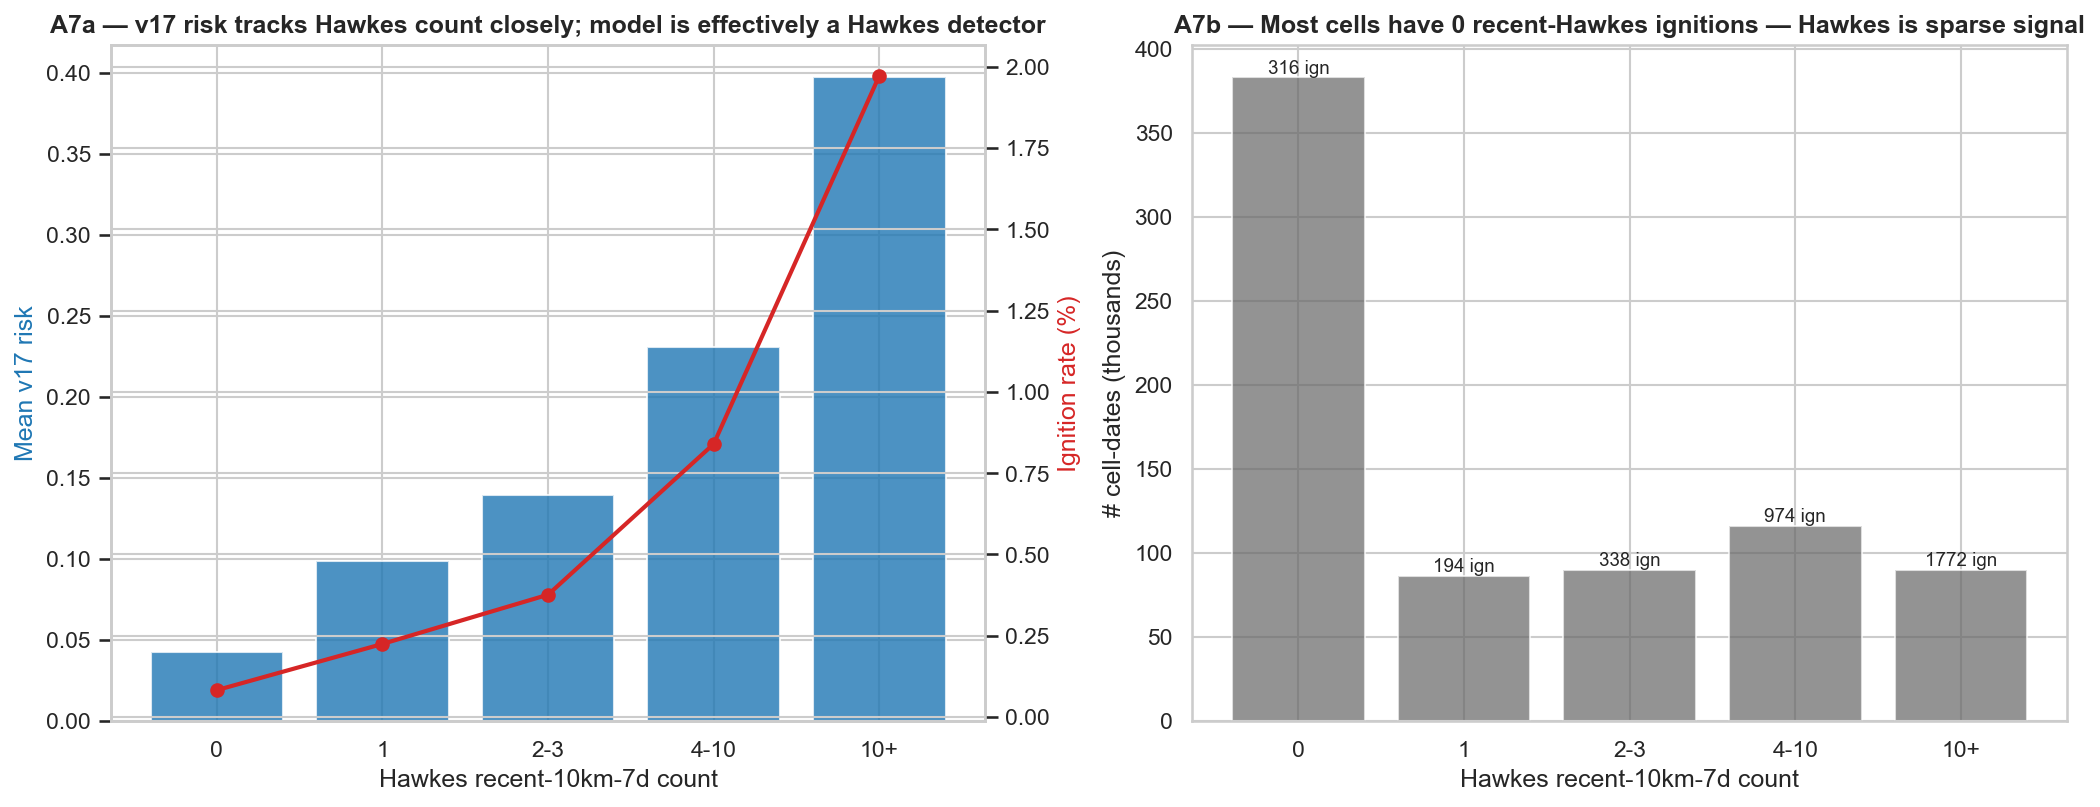 A7a — v17 risk tracks Hawkes count closely; model is effectively a Hawkes detector
0.40
0.35
0.30
0.25
0.20
0.15
0.10
0.05
0.00
Mean v17 risk
2.00
1.75
1.50
1.25
1.00
0.75
0.50
0.25
0.00
Ignition rate (%)
0 1 2-3 4-10 10+
Hawkes recent-10km-7d count
A7b — Most cells have 0 recent-Hawkes ignitions — Hawkes is sparse signal
400
350
300
250
200
150
100
50
0
# cell-dates (thousands)
316 ign
194 ign
338 ign
974 ign
1772 ign
0 1 2-3 4-10 10+
Hawkes recent-10km-7d count